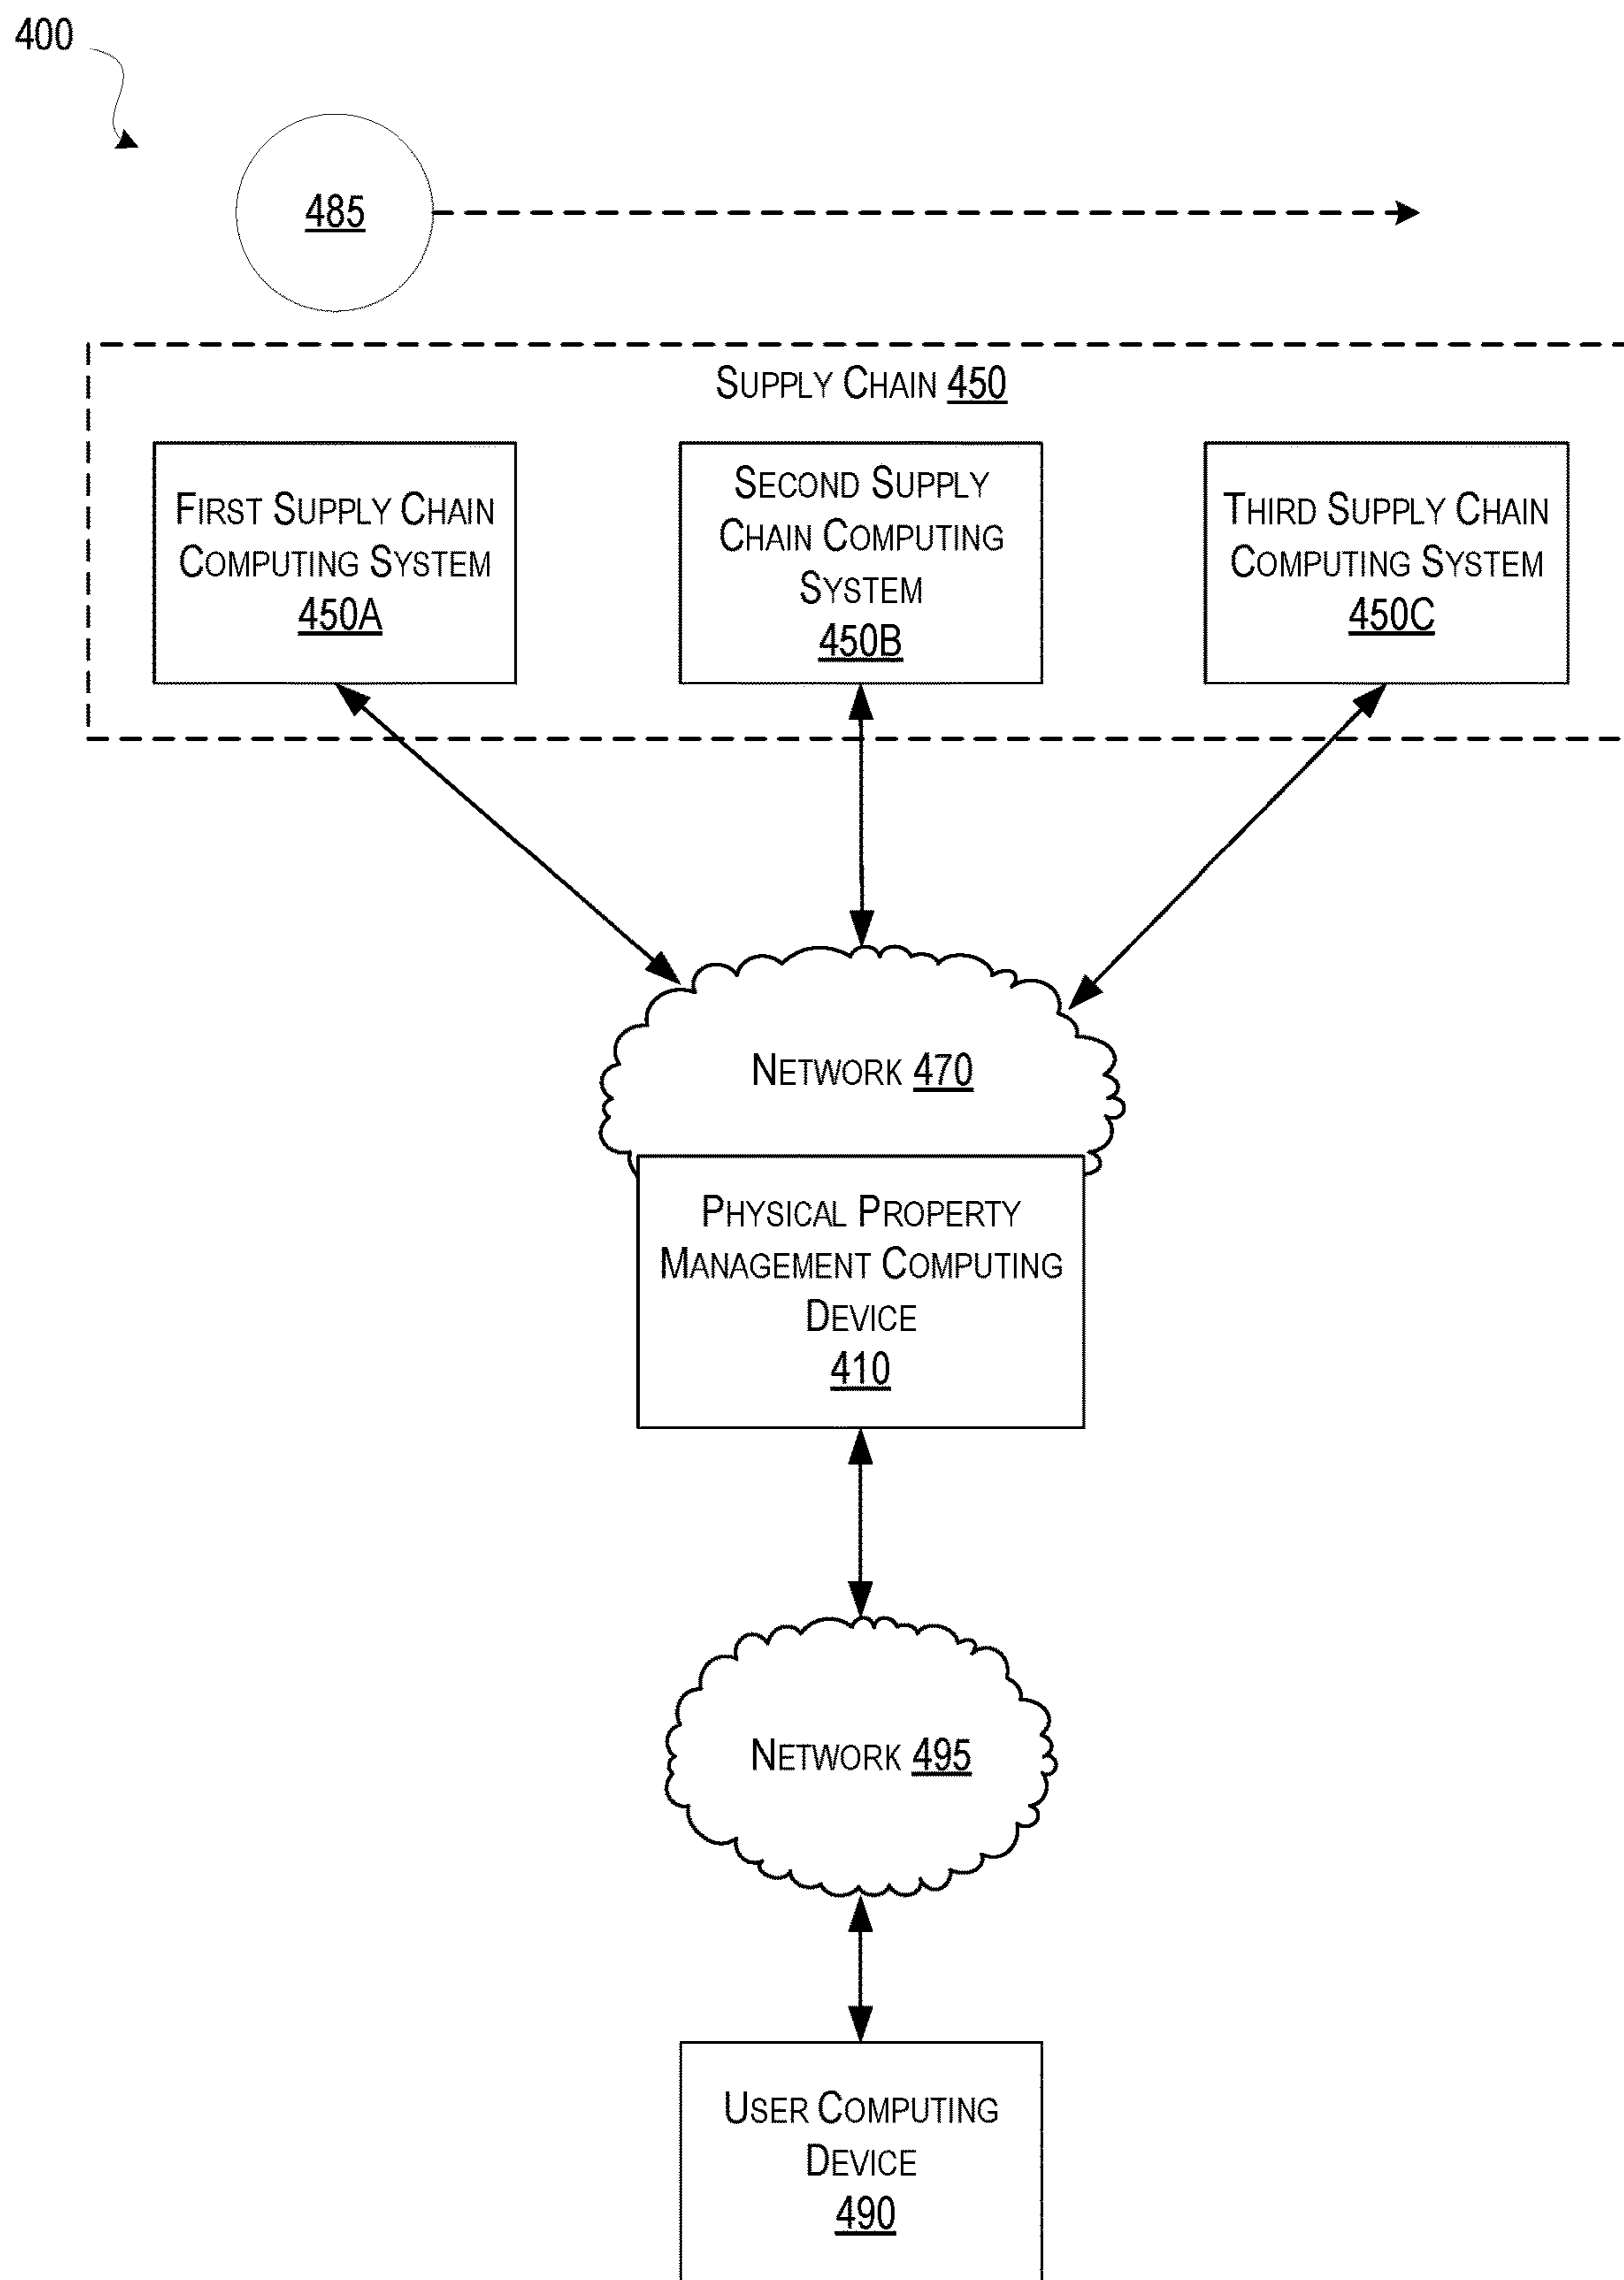 400
485
SUPPLY CHAIN 450
FIRST SUPPLY CHAIN
COMPUTING SYSTEM
450A
SECOND SUPPLY
CHAIN COMPUTING
SYSTEM
450B
THIRD SUPPLY CHAIN
COMPUTING SYSTEM
450C
NETWORK 470
PHYSICAL PROPERTY
MANAGEMENT COMPUTING
DEVICE
410
NETWORK 495
USER COMPUTING
DEVICE
490